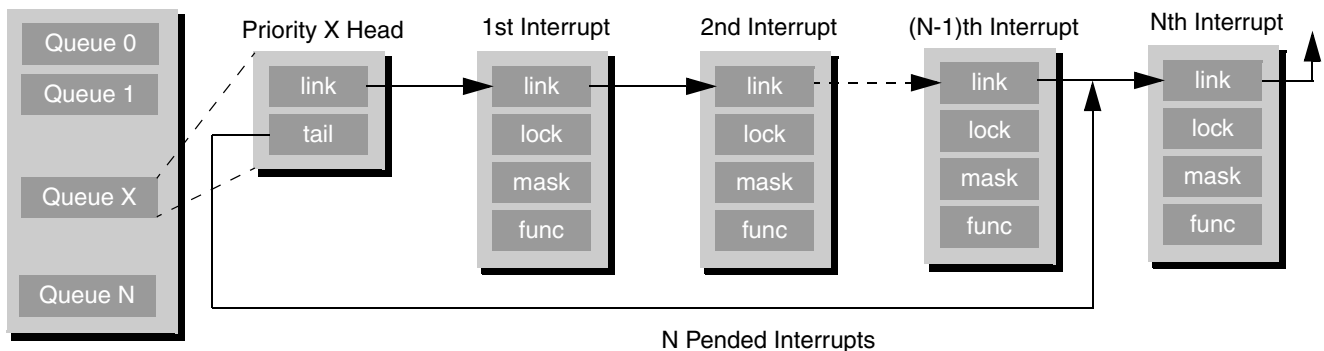 Queue 0
Queue 1
Queue X
Queue N
Priority X Head
link
tail
1st Interrupt
link
lock
mask
func
2nd Interrupt
link
lock
mask
func
(N-1)th Interrupt
link
lock
mask
func
Nth Interrupt
link
lock
mask
func
N Pended Interrupts